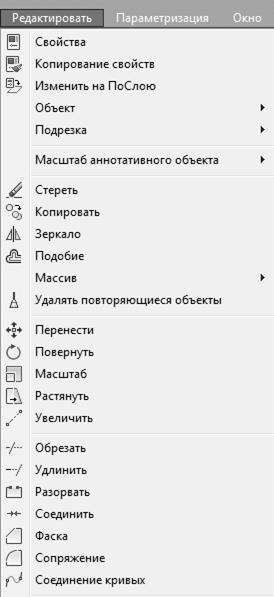 Редактировать Параметризация Окно
Свойства
Копирование свойств
Изменить на ПоСлою
Объект
Подрезка
Масштаб аннотативного объекта
Стереть
Копировать
Зеркало
Подобие
Массив
Удалять повторяющиеся объекты
Перенести
Повернуть
Масштаб
Растянуть
Увеличить
Обрезать
Удлинить
Разорвать
Соединить
Фаска
Сопряжение
Соединение кривых